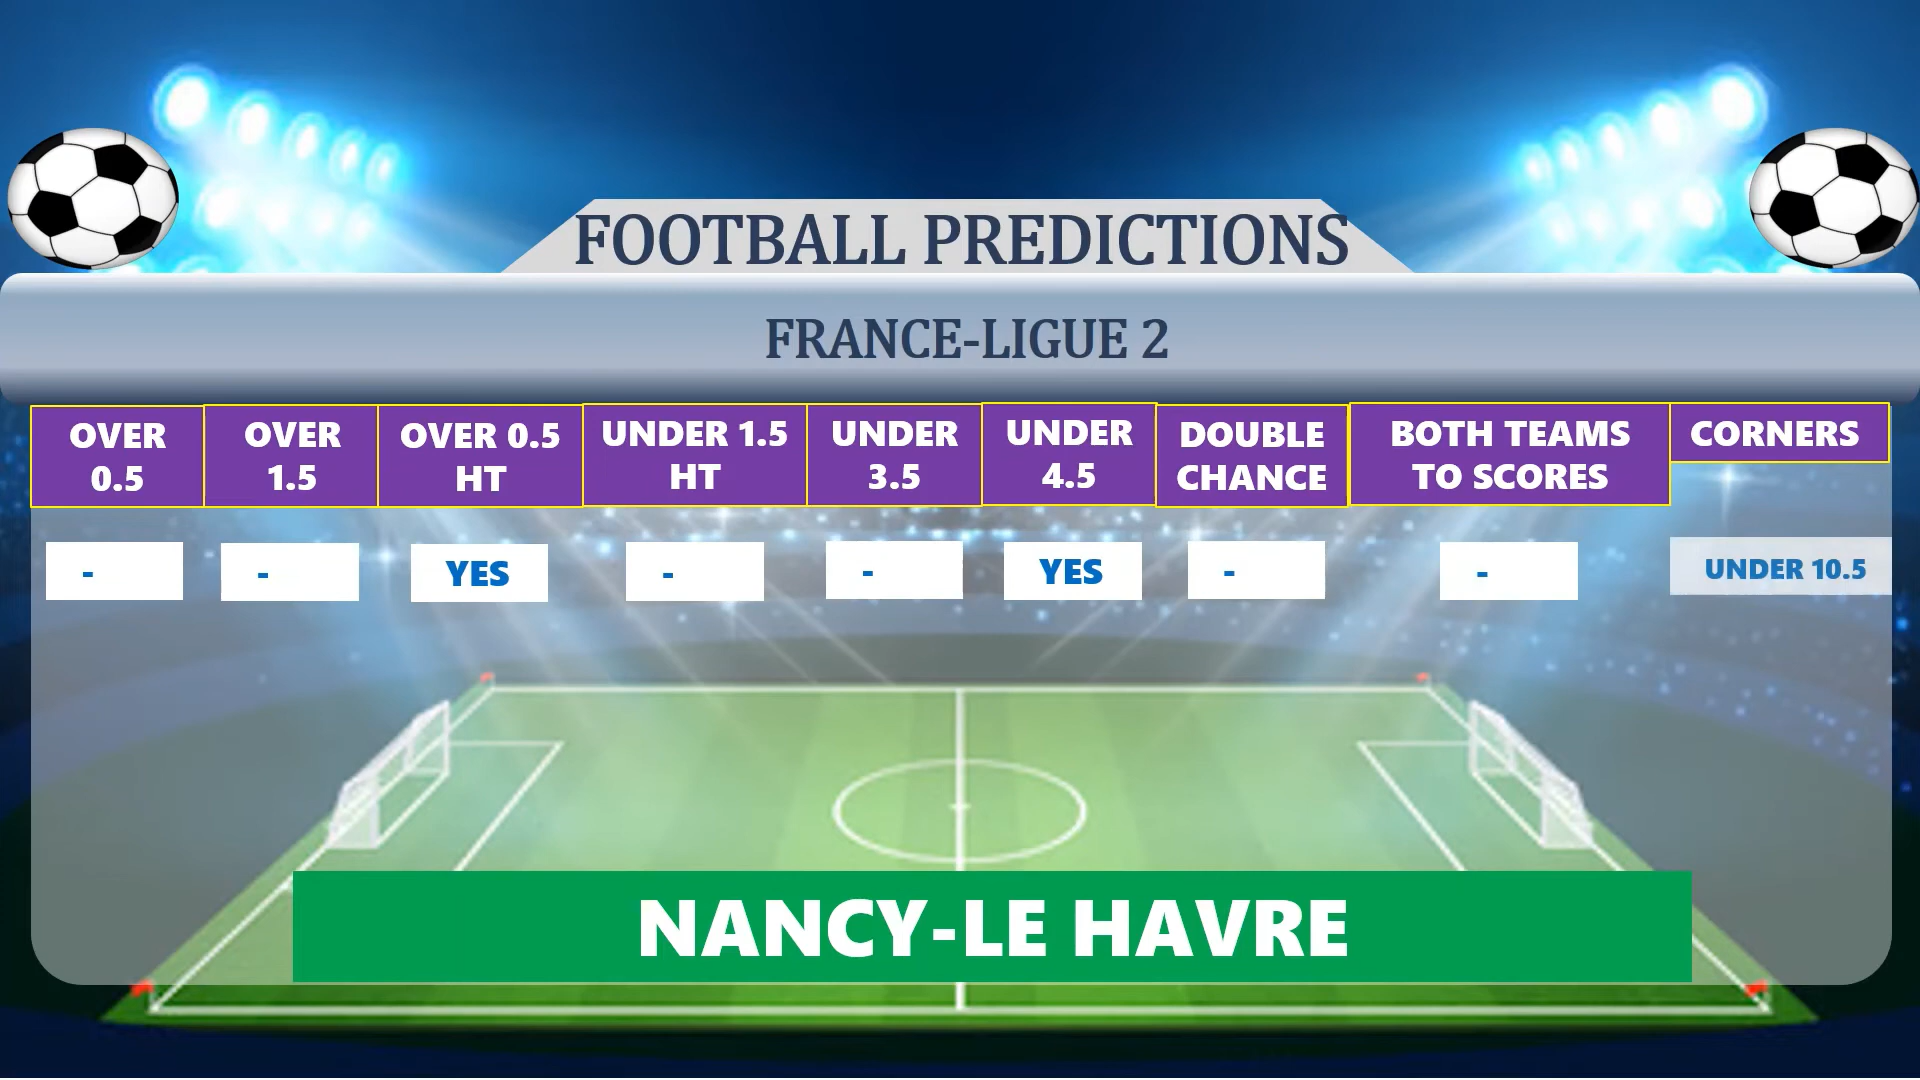 FOOTBALL PREDICTIONS
FRANCE-LIGUE 2
OVER
0.5
OVER
1.5
OVER 0.5
HT
UNDER 1.5
HT
UNDER
3.5
UNDER
4.5
DOUBLE
CHANCE
BOTH TEAMS
TO SCORES
CORNERS
-
-
YES
-
-
YES
-
-
UNDER 10.5
NANCY-LE HAVRE